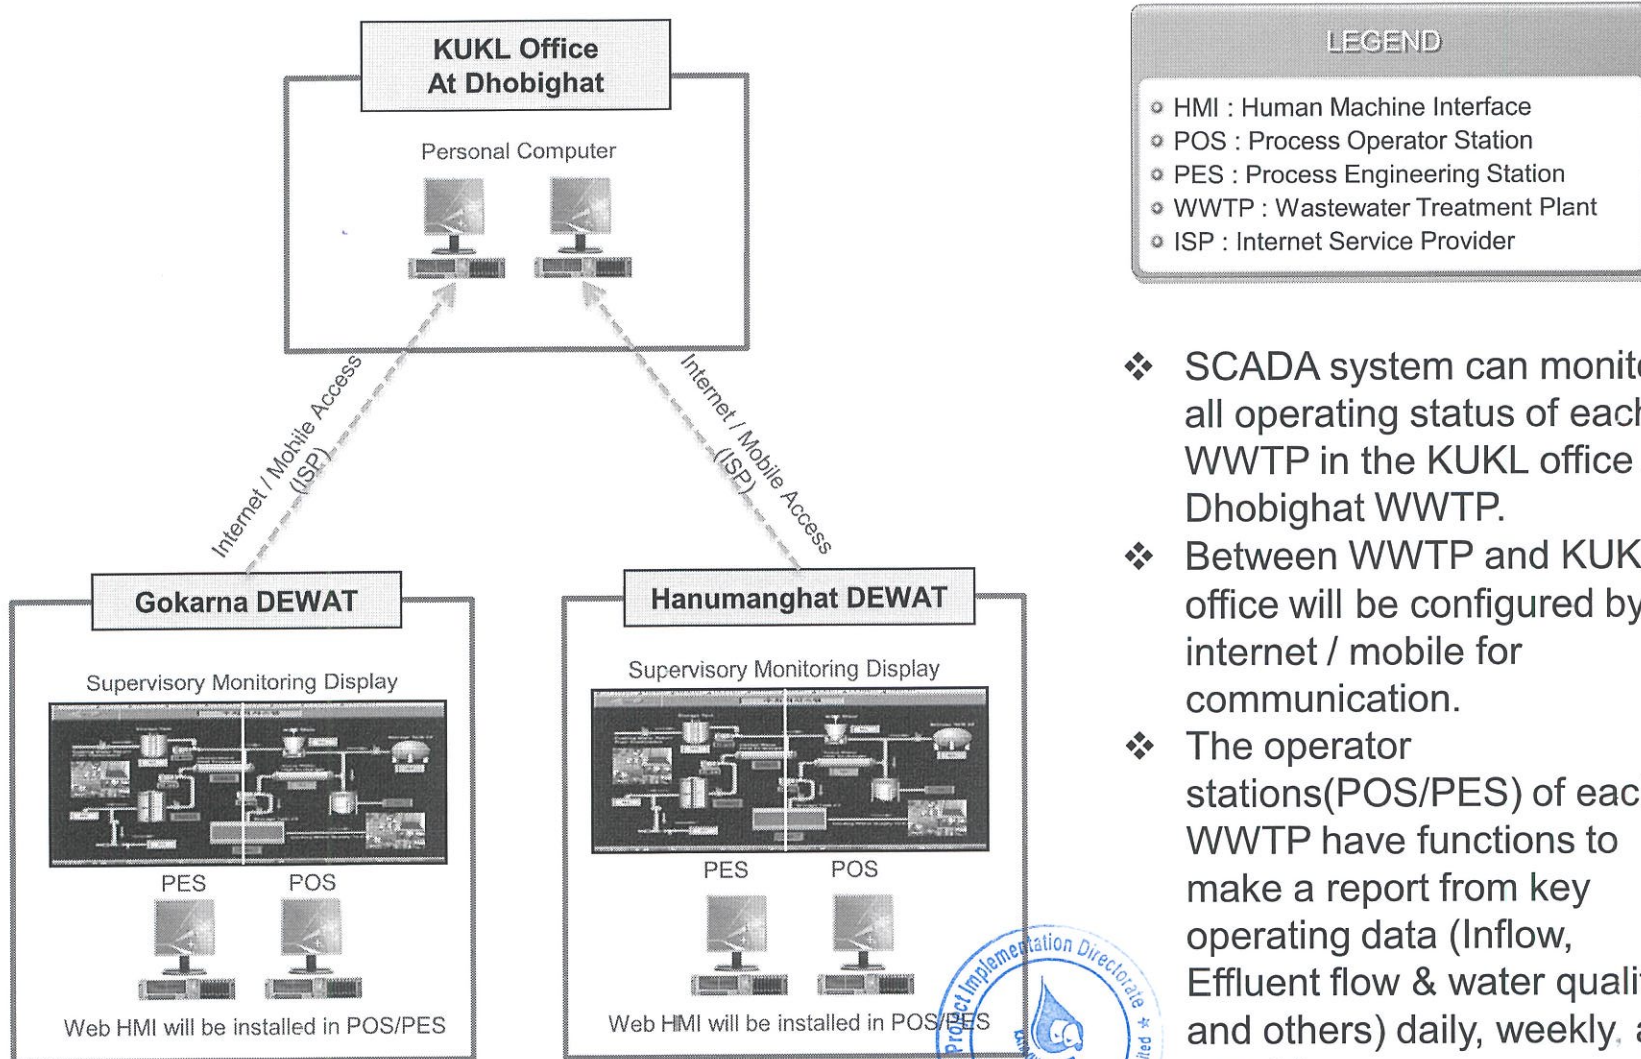 KUKL Office
At Dhobighat
Personal Computer
Internet / Mobile Access
(ISP)
Internet / Mobile Access
(ISP)
Gokarna DEWAT
Supervisory Monitoring Display
PES POS
Web HMI will be installed in POS/PES
Hanumanghat DEWAT
Supervisory Monitoring Display
PES POS
Web HMI will be installed in POS/PES
LEGEND
HMI : Human Machine Interface
POS : Process Operator Station
PES : Process Engineering Station
WWTP : Wastewater Treatment Plant
ISP : Internet Service Provider
❖ SCADA system can monito
all operating status of each
WWTP in the KUKL office
Dhobighat WWTP.
❖ Between WWTP and KUK
office will be configured by
internet / mobile for
communication.
❖ The operator
stations(POS/PES) of eac
WWTP have functions to
make a report from key
operating data (Inflow,
Effluent flow & water qualit
and others) daily, weekly, a
Project Implementation Directorate